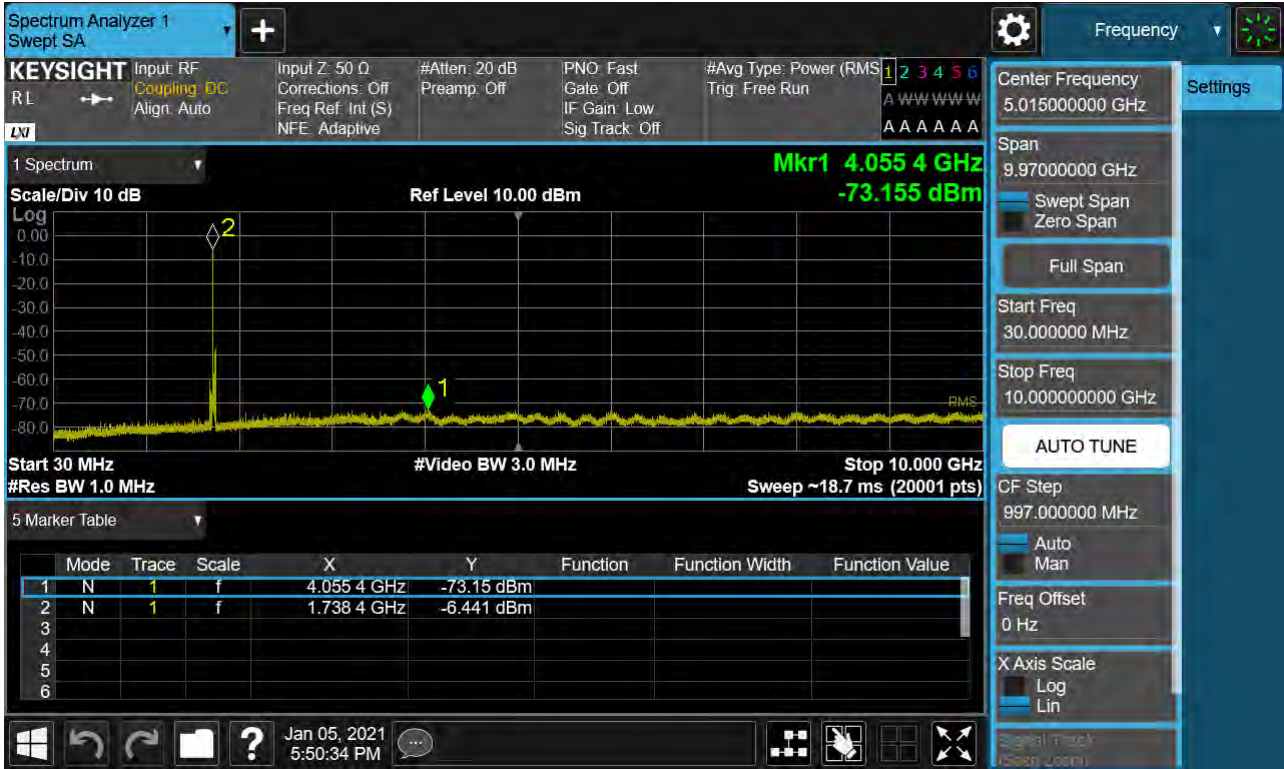 Spectrum Analyzer 1
Swept SA
+
Frequency
KEYSIGHT
RL
LXI
Input: RF
Coupling: DC
Align: Auto
Input Z: 50 Ω
Corrections: Off
Freq Ref: Int (S)
NFE: Adaptive
#Atten: 20 dB
Preamp: Off
PNO: Fast
Gate: Off
IF Gain: Low
Sig Track: Off
#Avg Type: Power (RMS
Trig: Free Run
1 2 3 4 5 6
A W W W W W
A A A A A A
1 Spectrum
Mkr1 4.055 4 GHz
-73.155 dBm
Scale/Div 10 dB
Ref Level 10.00 dBm
Log
0.00
-10.0
-20.0
-30.0
-40.0
-50.0
-60.0
-70.0
-80.0
2
1
RMS
Start 30 MHz
#Video BW 3.0 MHz
Stop 10.000 GHz
#Res BW 1.0 MHz
Sweep ~18.7 ms (20001 pts)
5 Marker Table
Mode Trace Scale X Y Function Function Width Function Value
1 N 1 f 4.055 4 GHz -73.15 dBm
2 N 1 f 1.738 4 GHz -6.441 dBm
3
4
5
6
Jan 05, 2021
5:50:34 PM
Center Frequency
5.015000000 GHz
Span
9.97000000 GHz
Swept Span
Zero Span
Full Span
Start Freq
30.000000 MHz
Stop Freq
10.000000000 GHz
AUTO TUNE
CF Step
997.000000 MHz
Auto
Man
Freq Offset
0 Hz
X Axis Scale
Log
Lin
Signal Track
(Span Zoom)
Settings